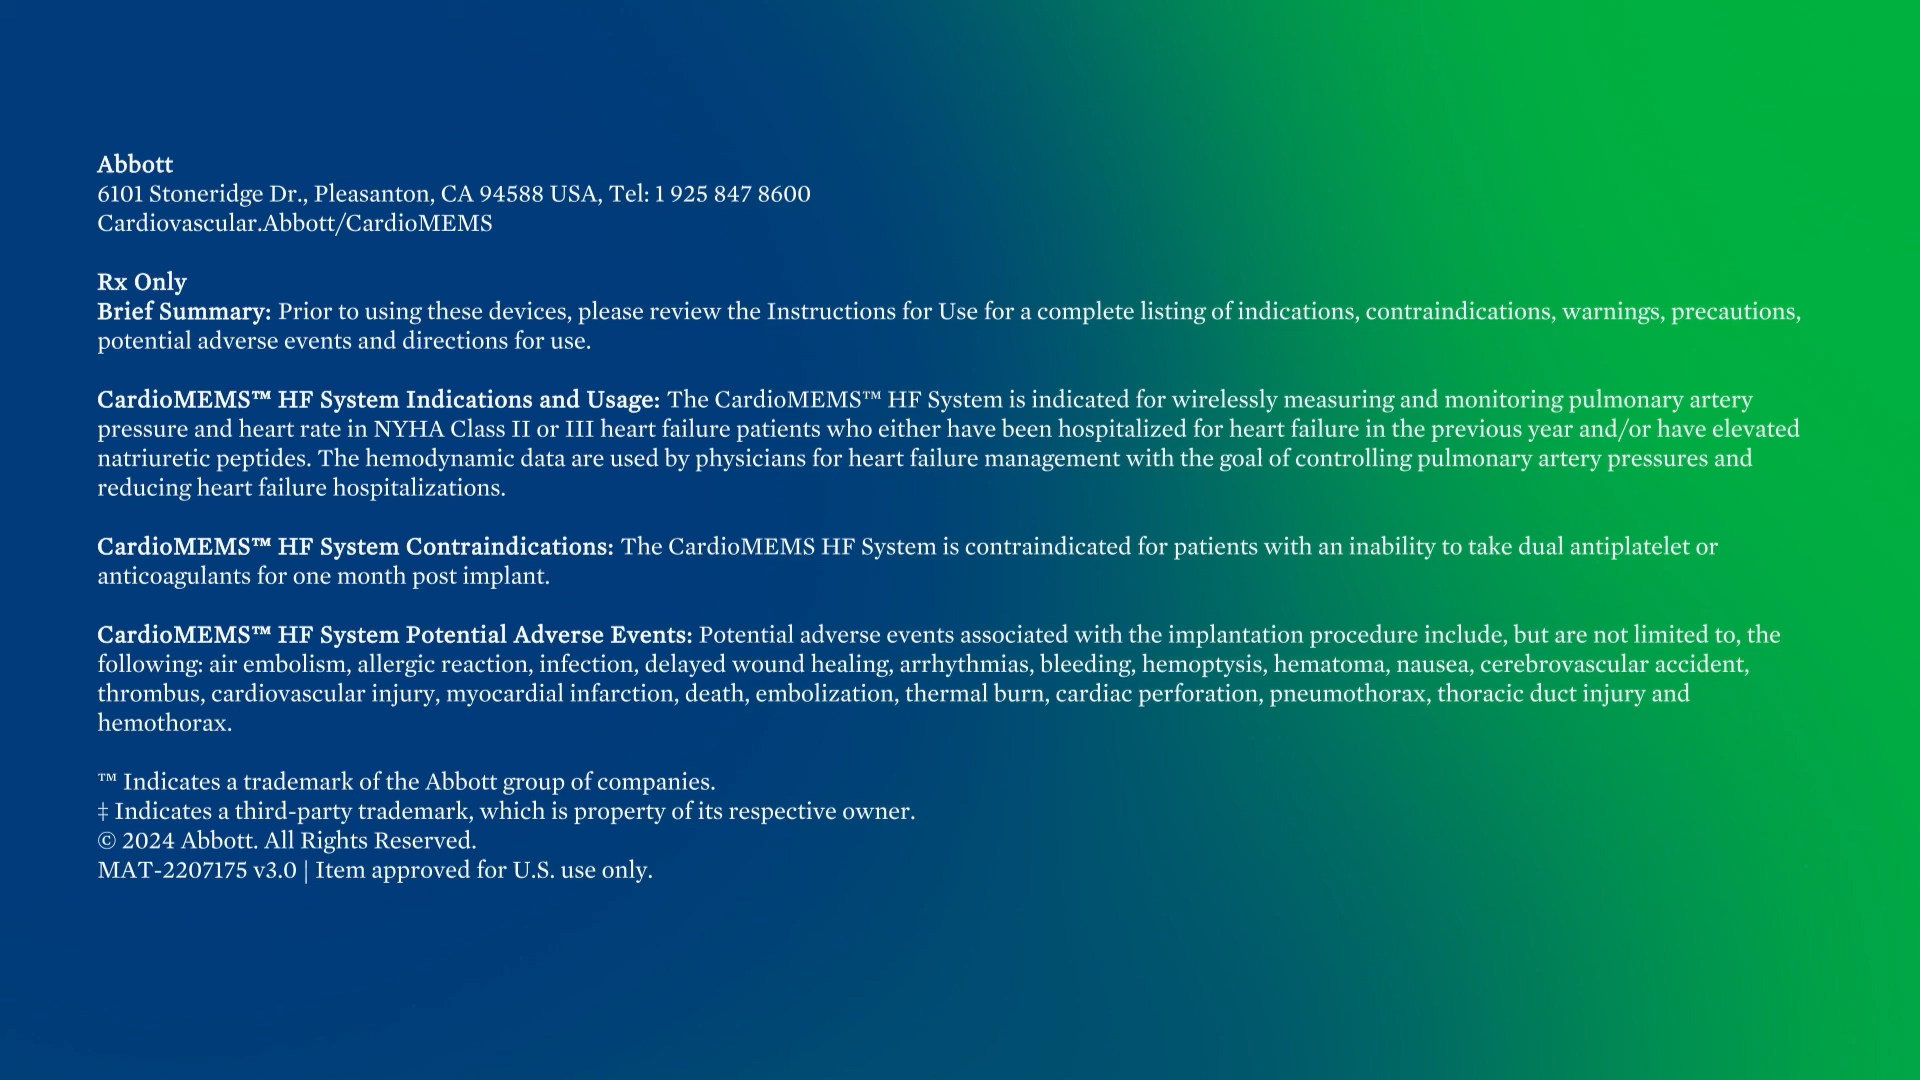 Abbott
6101 Stoneridge Dr., Pleasanton, CA 94588 USA, Tel: 1 925 847 8600
Cardiovascular.Abbott/CardioMEMS
Rx Only
Brief Summary: Prior to using these devices, please review the Instructions for Use for a complete listing of indications, contraindications, warnings, precautions,
potential adverse events and directions for use.
CardioMEMS™ HF System Indications and Usage: The CardioMEMS™ HF System is indicated for wirelessly measuring and monitoring pulmonary artery
pressure and heart rate in NYHA Class II or III heart failure patients who either have been hospitalized for heart failure in the previous year and/or have elevated
natriuretic peptides. The hemodynamic data are used by physicians for heart failure management with the goal of controlling pulmonary artery pressures and
reducing heart failure hospitalizations.
CardioMEMS™ HF System Contraindications: The CardioMEMS HF System is contraindicated for patients with an inability to take dual antiplatelet or
anticoagulants for one month post implant.
CardioMEMS™ HF System Potential Adverse Events: Potential adverse events associated with the implantation procedure include, but are not limited to, the
following: air embolism, allergic reaction, infection, delayed wound healing, arrhythmias, bleeding, hemoptysis, hematoma, nausea, cerebrovascular accident,
thrombus, cardiovascular injury, myocardial infarction, death, embolization, thermal burn, cardiac perforation, pneumothorax, thoracic duct injury and
hemothorax.
™ Indicates a trademark of the Abbott group of companies.
‡ Indicates a third-party trademark, which is property of its respective owner.
© 2024 Abbott. All Rights Reserved.
MAT-2207175 v3.0 | Item approved for U.S. use only.